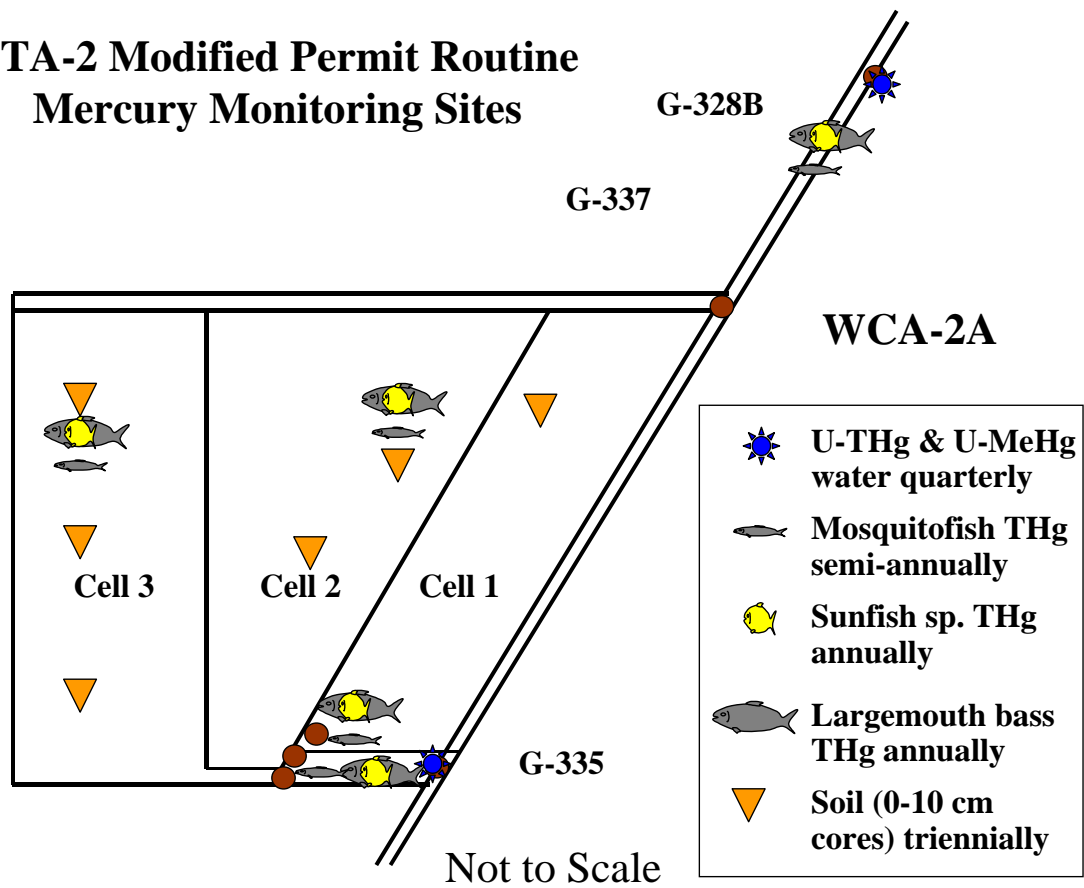 TA-2 Modified Permit Routine
Mercury Monitoring Sites
G-328B
G-337
WCA-2A
Cell 3
Cell 2
Cell 1
G-335
Not to Scale
U-THg & U-MeHg
water quarterly
Mosquitofish THg
semi-annually
Sunfish sp. THg
annually
Largemouth bass
THg annually
Soil (0-10 cm
cores) triennially